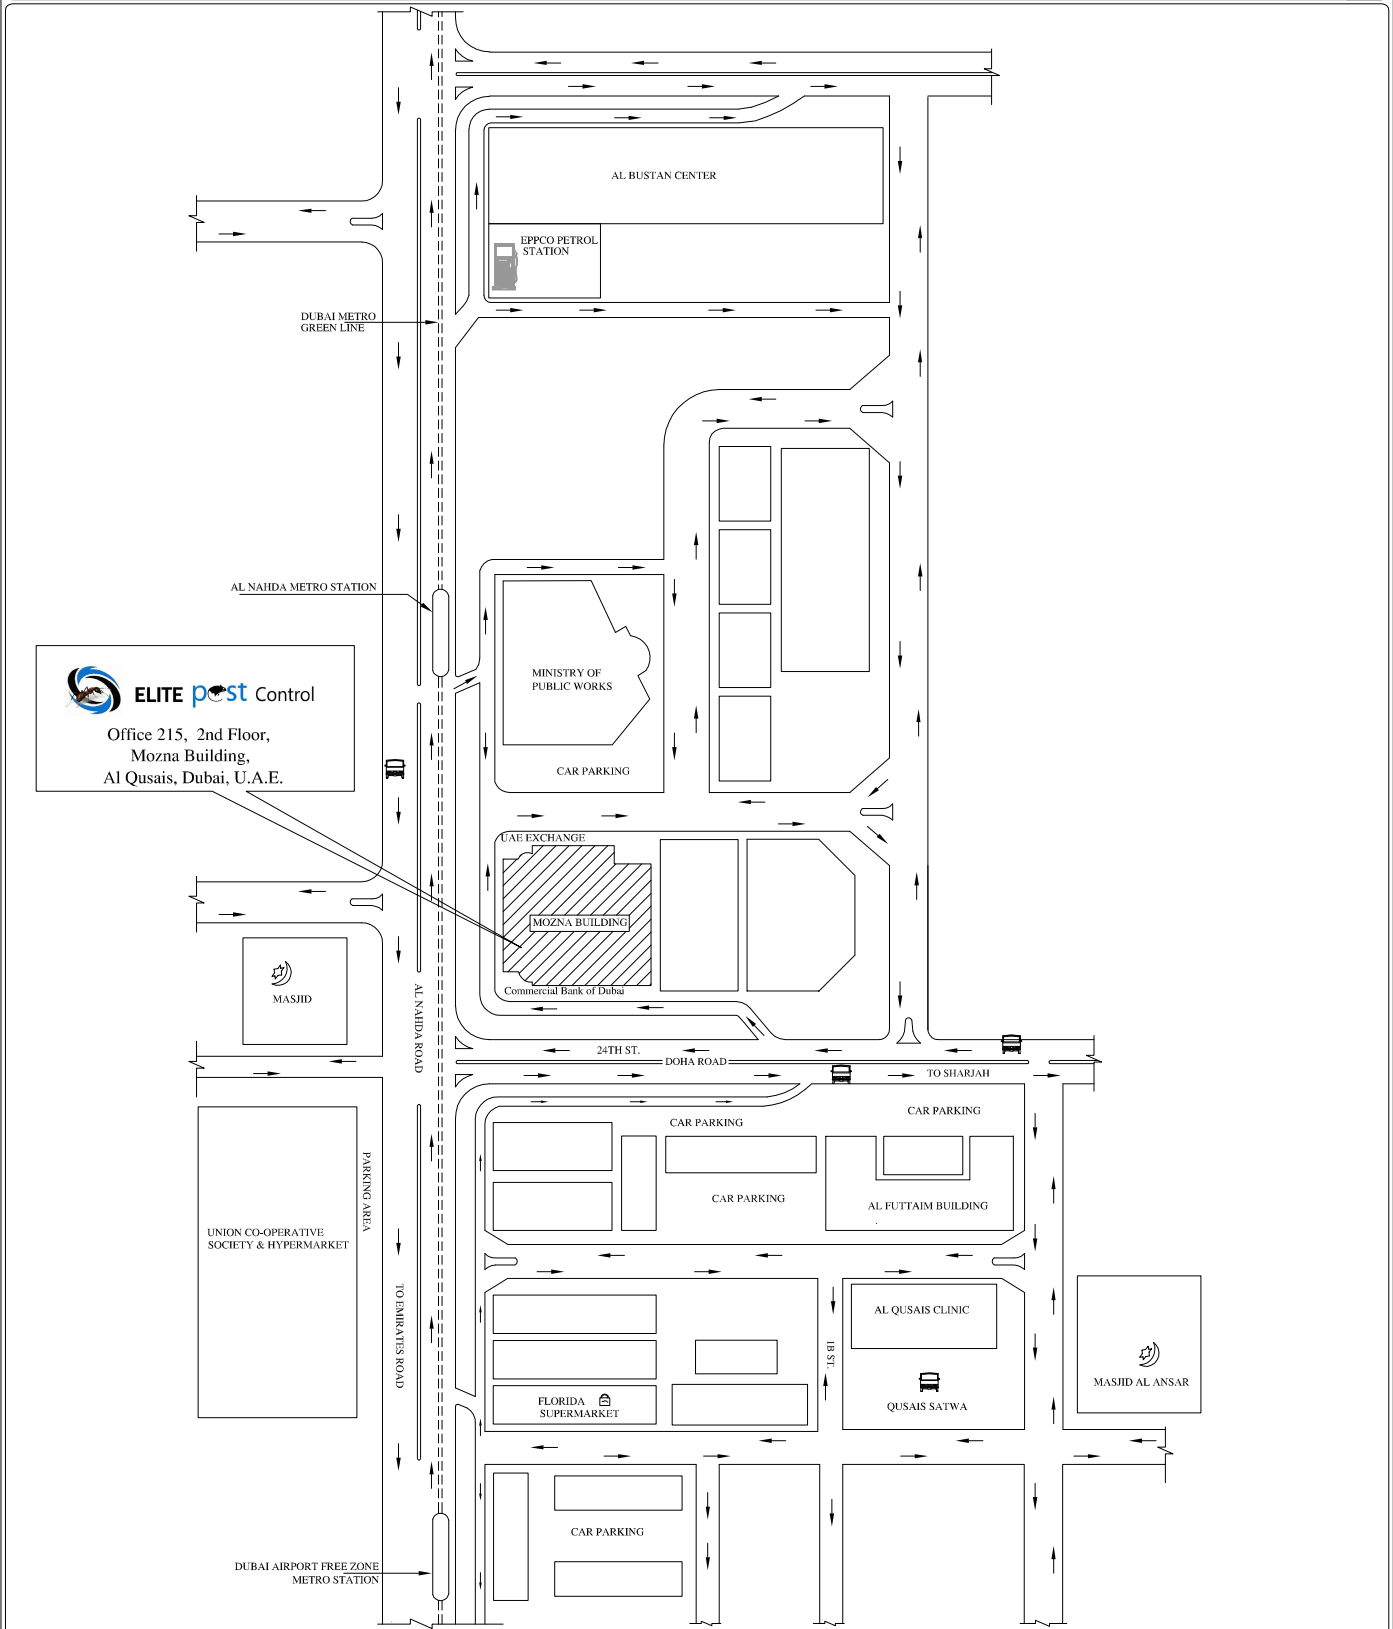 AL BUSTAN CENTER
EPPCO PETROL
STATION
DUBAI METRO
GREEN LINE
AL NAHDA METRO STATION
ELITE pest Control
Office 215, 2nd Floor,
Mozna Building,
Al Qusais, Dubai, U.A.E.
MINISTRY OF
PUBLIC WORKS
CAR PARKING
UAE EXCHANGE
MOZNA BUILDING
Commercial Bank of Dubai
MASJID
AL NAHDA ROAD
24TH ST.
DOHA ROAD
TO SHARJAH
CAR PARKING
CAR PARKING
PARKING AREA
CAR PARKING
AL FUTTAIM BUILDING
UNION CO-OPERATIVE
SOCIETY & HYPERMARKET
TO EMIRATES ROAD
AL QUSAIS CLINIC
1B ST.
MASJID AL ANSAR
FLORIDA
SUPERMARKET
QUSAIS SATWA
CAR PARKING
DUBAI AIRPORT FREE ZONE
METRO STATION